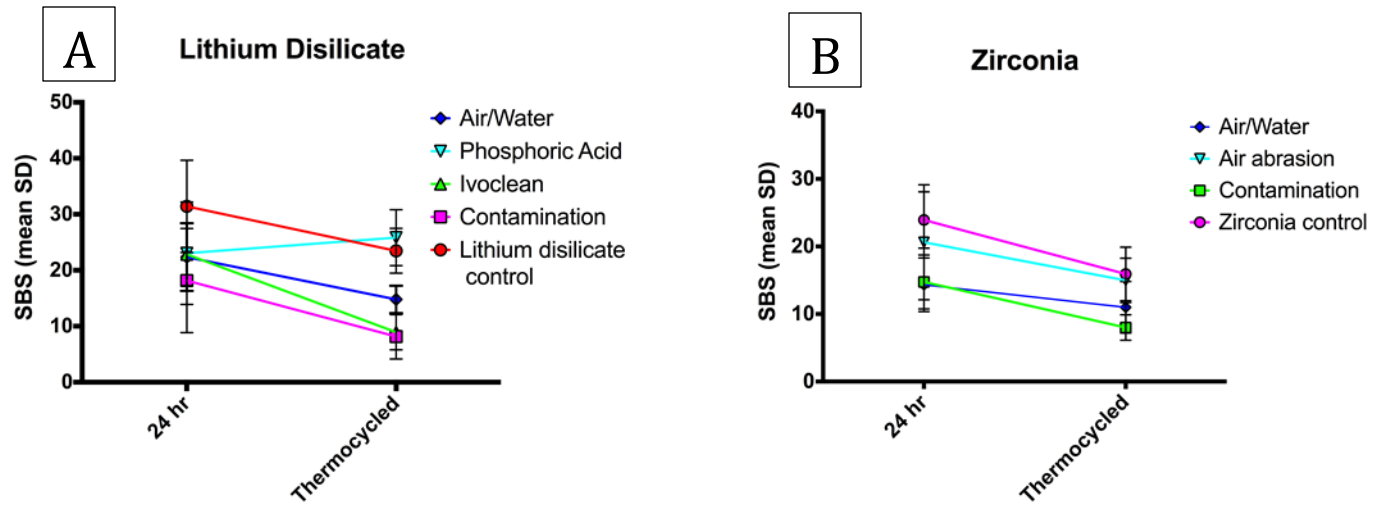 A
Lithium Disilicate
50
40
30
20
10
0
SBS (mean SD)
24 hr
Thermocycled
Air/Water
Phosphoric Acid
Ivoclean
Contamination
Lithium disilicate
control
B
Zirconia
40
30
20
10
0
SBS (mean SD)
24 hr
Thermocycled
Air/Water
Air abrasion
Contamination
Zirconia control